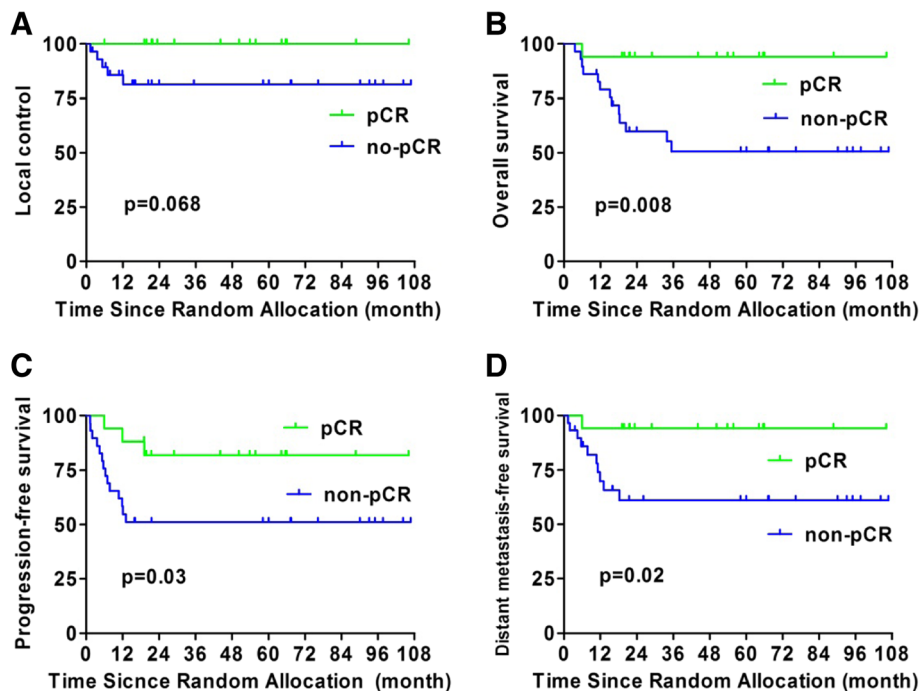 A
Local control
100
75
50
25
0
pCR
no-pCR
p=0.068
0 12 24 36 48 60 72 84 96 108
Time Since Random Allocation (month)
B
Overall survival
100
75
50
25
0
pCR
non-pCR
p=0.008
0 12 24 36 48 60 72 84 96 108
Time Since Random Allocation (month)
C
Progression-free survival
100
75
50
25
0
pCR
non-pCR
p=0.03
0 12 24 36 48 60 72 84 96 108
Time Sicnce Random Allocation (month)
D
Distant metastasis-free survival
100
75
50
25
0
pCR
non-pCR
p=0.02
0 12 24 36 48 60 72 84 96 108
Time Since Random Allocation (month)